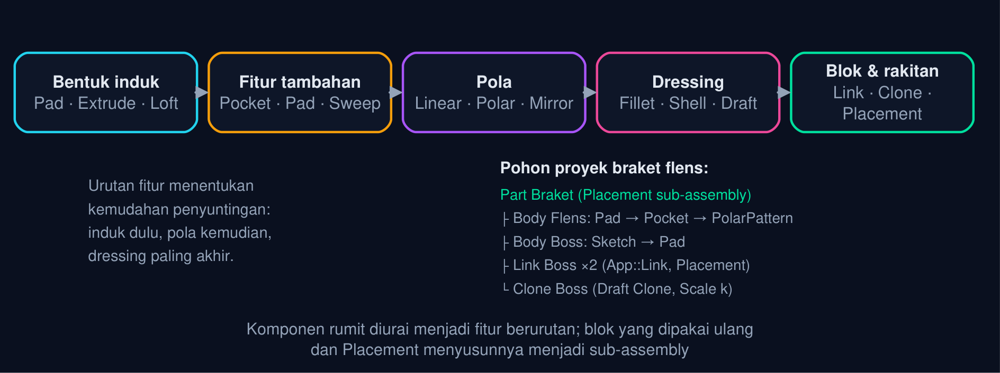 Bentuk induk
Pad · Extrude · Loft
Fitur tambahan
Pocket · Pad · Sweep
Pola
Linear · Polar · Mirror
Dressing
Fillet · Shell · Draft
Blok & rakitan
Link · Clone ·
Placement
Urutan fitur menentukan
kemudahan penyuntingan:
induk dulu, pola kemudian,
dressing paling akhir.
Pohon proyek braket flens:
Part Braket (Placement sub-assembly)
├ Body Flens: Pad → Pocket → PolarPattern
├ Body Boss: Sketch → Pad
├ Link Boss ×2 (App::Link, Placement)
└ Clone Boss (Draft Clone, Scale k)
Komponen rumit diurai menjadi fitur berurutan; blok yang dipakai ulang
dan Placement menyusunnya menjadi sub-assembly